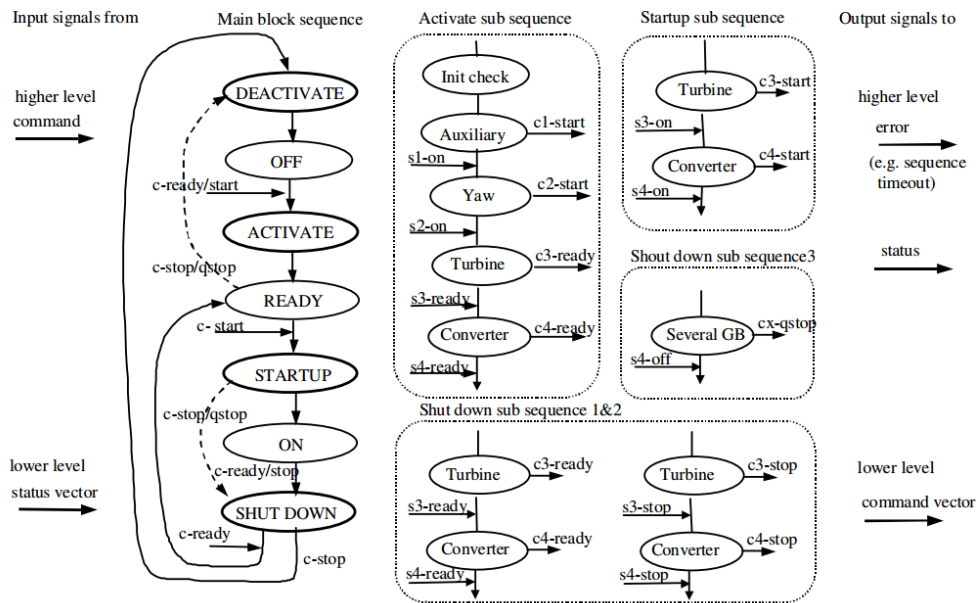 Input signals from
higher level
command
lower level
status vector
Main block sequence
DEACTIVATE
OFF
c-ready/start
ACTIVATE
c-stop/qstop
READY
c- start
STARTUP
c-stop/qstop
ON
c-ready/stop
SHUT DOWN
c-ready
c-stop
Activate sub sequence
Init check
Auxiliary
c1-start
s1-on
Yaw
c2-start
s2-on
Turbine
c3-ready
s3-ready
Converter
c4-ready
s4-ready
Startup sub sequence
Turbine
c3-start
s3-on
Converter
c4-start
s4-on
Shout down sub sequence3
Several GB
cx-qstop
s4-off
Shut down sub sequence 1&2
Turbine
c3-ready
s3-ready
Converter
c4-ready
s4-ready
Turbine
c3-stop
s3-stop
Converter
c4-stop
s4-stop
Output signals to
higher level
error
(e.g. sequence
timeout)
status
lower level
command vector